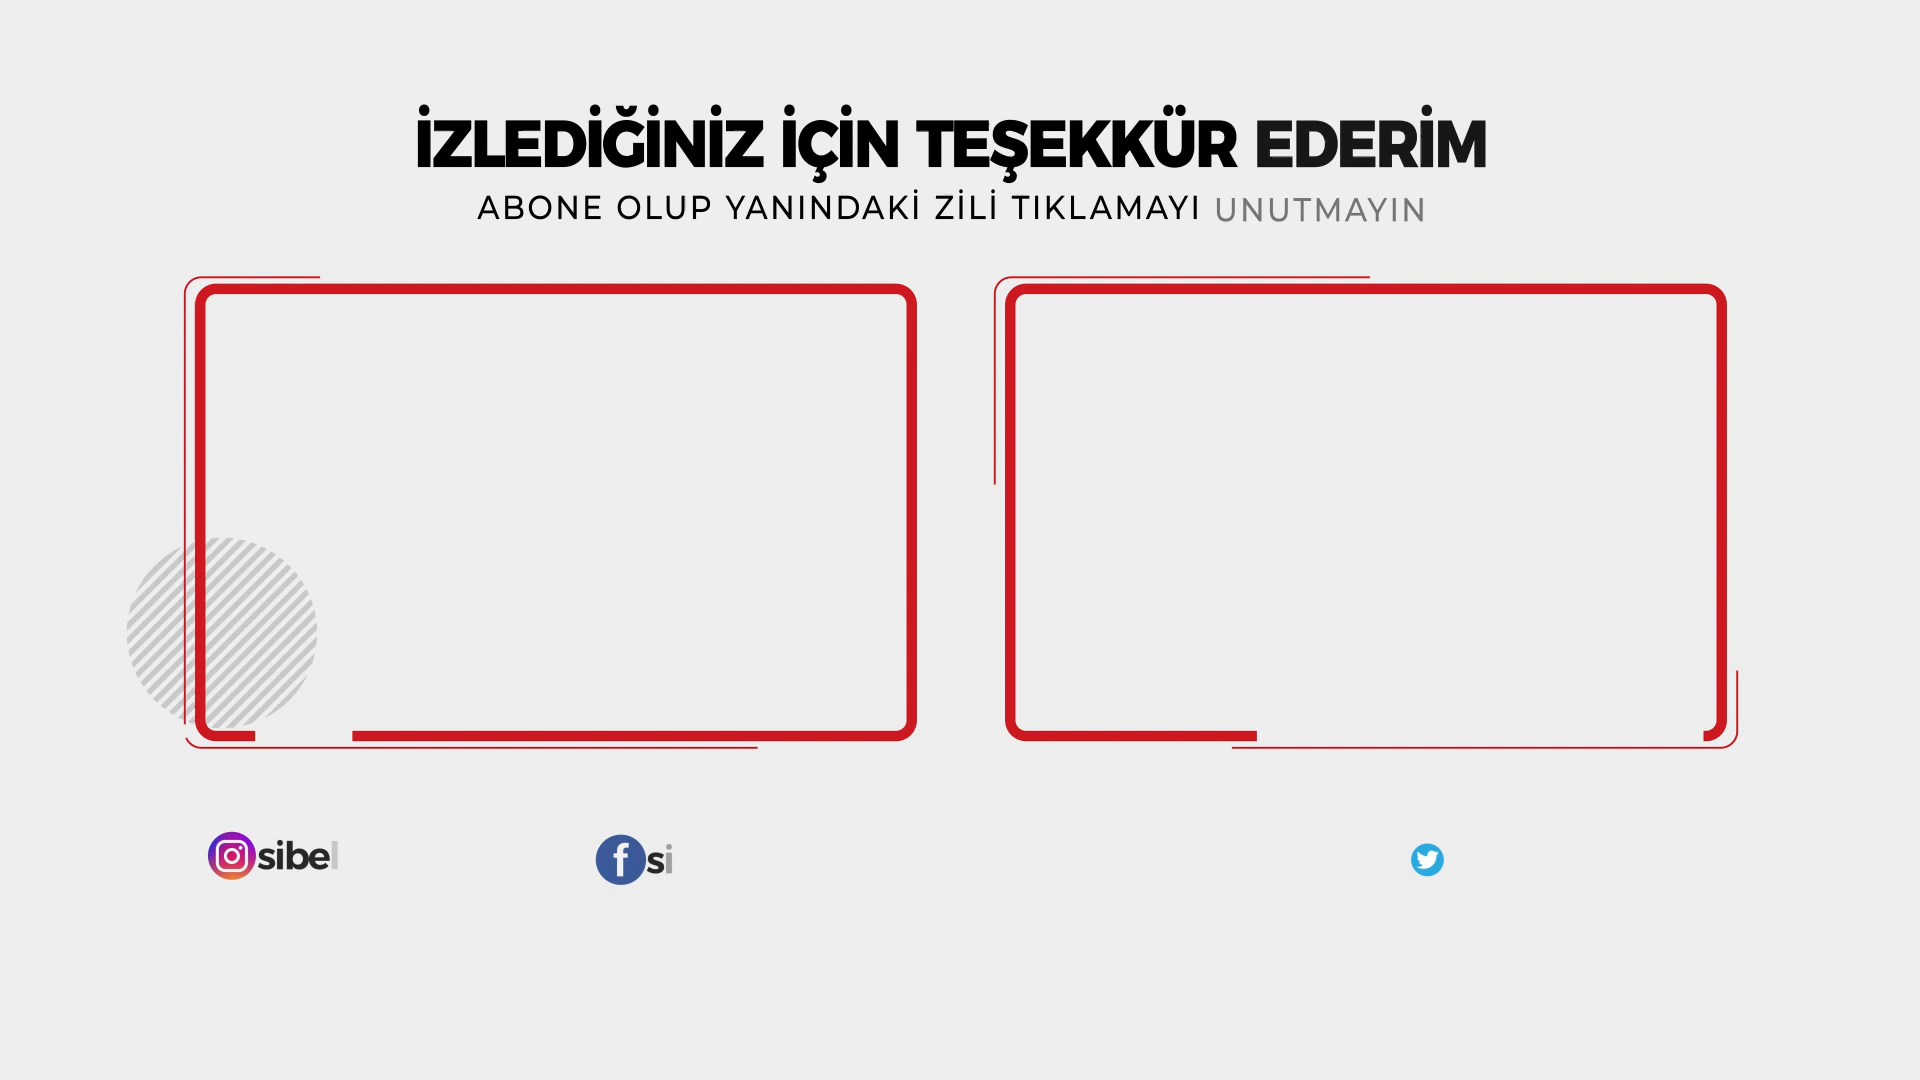 İZLEDİĞİNİZ İÇİN TEŞEKKÜR EDERİM
ABONE OLUP YANINDAKİ ZİLİ TIKLAMAYI UNUTMAYIN
sibel
si